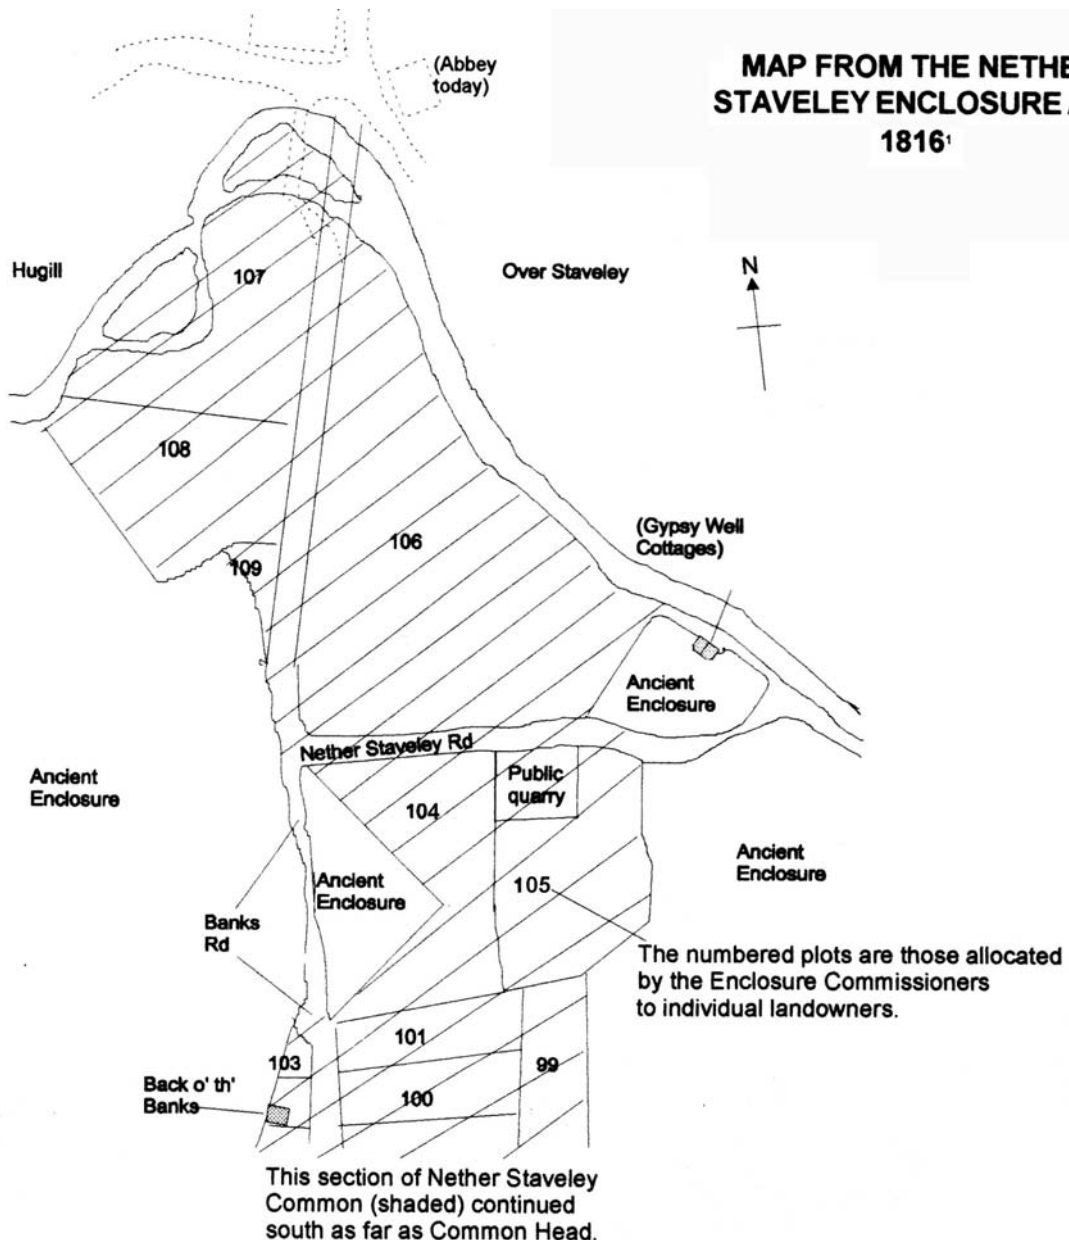 MAP FROM THE NETHE
STAVELEY ENCLOSURE
1816¹
(Abbey
today)
Hugill
107
Over Staveley
N
108
106
109
(Gypsy Well
Cottages)
Ancient
Enclosure
Nether Staveley Rd
Ancient
Enclosure
Public
quarry
104
Ancient
Enclosure
105
Ancient
Enclosure
Banks
Rd
The numbered plots are those allocated
by the Enclosure Commissioners
to individual landowners.
101
103
99
100
Back o' th'
Banks
This section of Nether Staveley
Common (shaded) continued
south as far as Common Head.